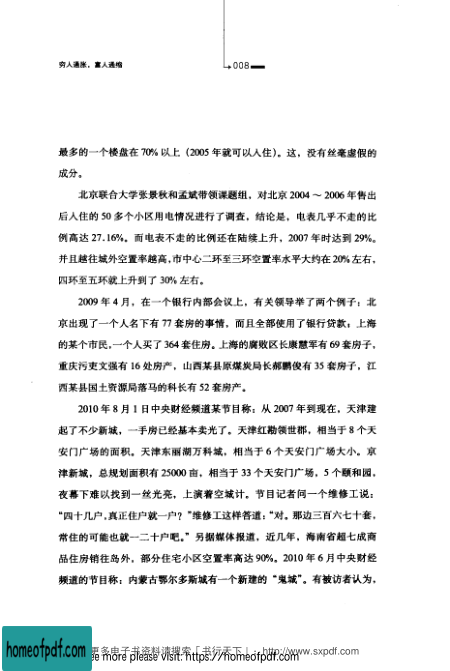 穷人通胀，富人通缩
008
最多的一个楼盘在 70% 以上（2005 年就可以入住）。这，没有丝毫虚假的
成分。
北京联合大学张景秋和孟斌带领课题组，对北京 2004 ～ 2006 年售出
后入住的 50 多个小区用电情况进行了调查，结论是，电表几乎不走的比
例高达 27.16%。而电表不走的比例还在陆续上升，2007 年时达到 29%。
并且越往城外空置率越高，市中心二环至三环空置率水平大约在 20% 左右，
四环至五环就上升到了 30% 左右。
2009 年 4 月，在一个银行内部会议上，有关领导举了两个例子：北
京出现了一个人名下有 77 套房的事情，而且全部使用了银行贷款；上海
的某个市民，一个人买了 364 套住房。上海的腐败区长康慧军有 69 套房子，
重庆污吏文强有 16 处房产，山西某县原煤炭局长郝鹏俊有 35 套房子，江
西某县国土资源局落马的科长有 52 套房产。
2010 年 8 月 1 日中央财经频道某节目称：从 2007 年到现在，天津建
起了不少新城，一手房已经基本卖光了。天津红勘领世郡，相当于 8 个天
安门广场的面积。天津东丽湖万科城，相当于 6 个天安门广场大小。京
津新城，总规划面积有 25000 亩，相当于 33 个天安门广场，5 个颐和园。
夜幕下难以找到一丝光亮，上演着空城计。节目记者问一个维修工说：
“四十几户，真正住户就一户？”维修工这样答道：“对。那边三百六七十套，
常住的可能也就一二十户吧。”另据媒体报道，近几年，海南省超七成商
品住房销往岛外，部分住宅小区空置率高达 90%。2010 年 6 月中央财经
频道的节目称：内蒙古鄂尔多斯城有一个新建的“鬼城”。有被访者认为，
更多电子书资料请搜索「书行天下」：http://www.sxpdf.com
more please visit: https://homeofpdf.com
homeofpdf.com